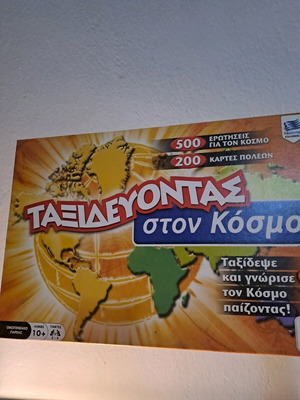 500 ΕΡΩΤΗΣΕΙΣ
ΓΙΑ ΤΟΝ ΚΟΣΜΟ
200 ΚΑΡΤΕΣ ΠΟΛΕΩΝ
ΤΑΞΙΔΕΥΟΝΤΑΣ
στον Κόσμο
Ταξίδεψε
και γνώρισε
τον Κόσμο
παίζοντας!
10+